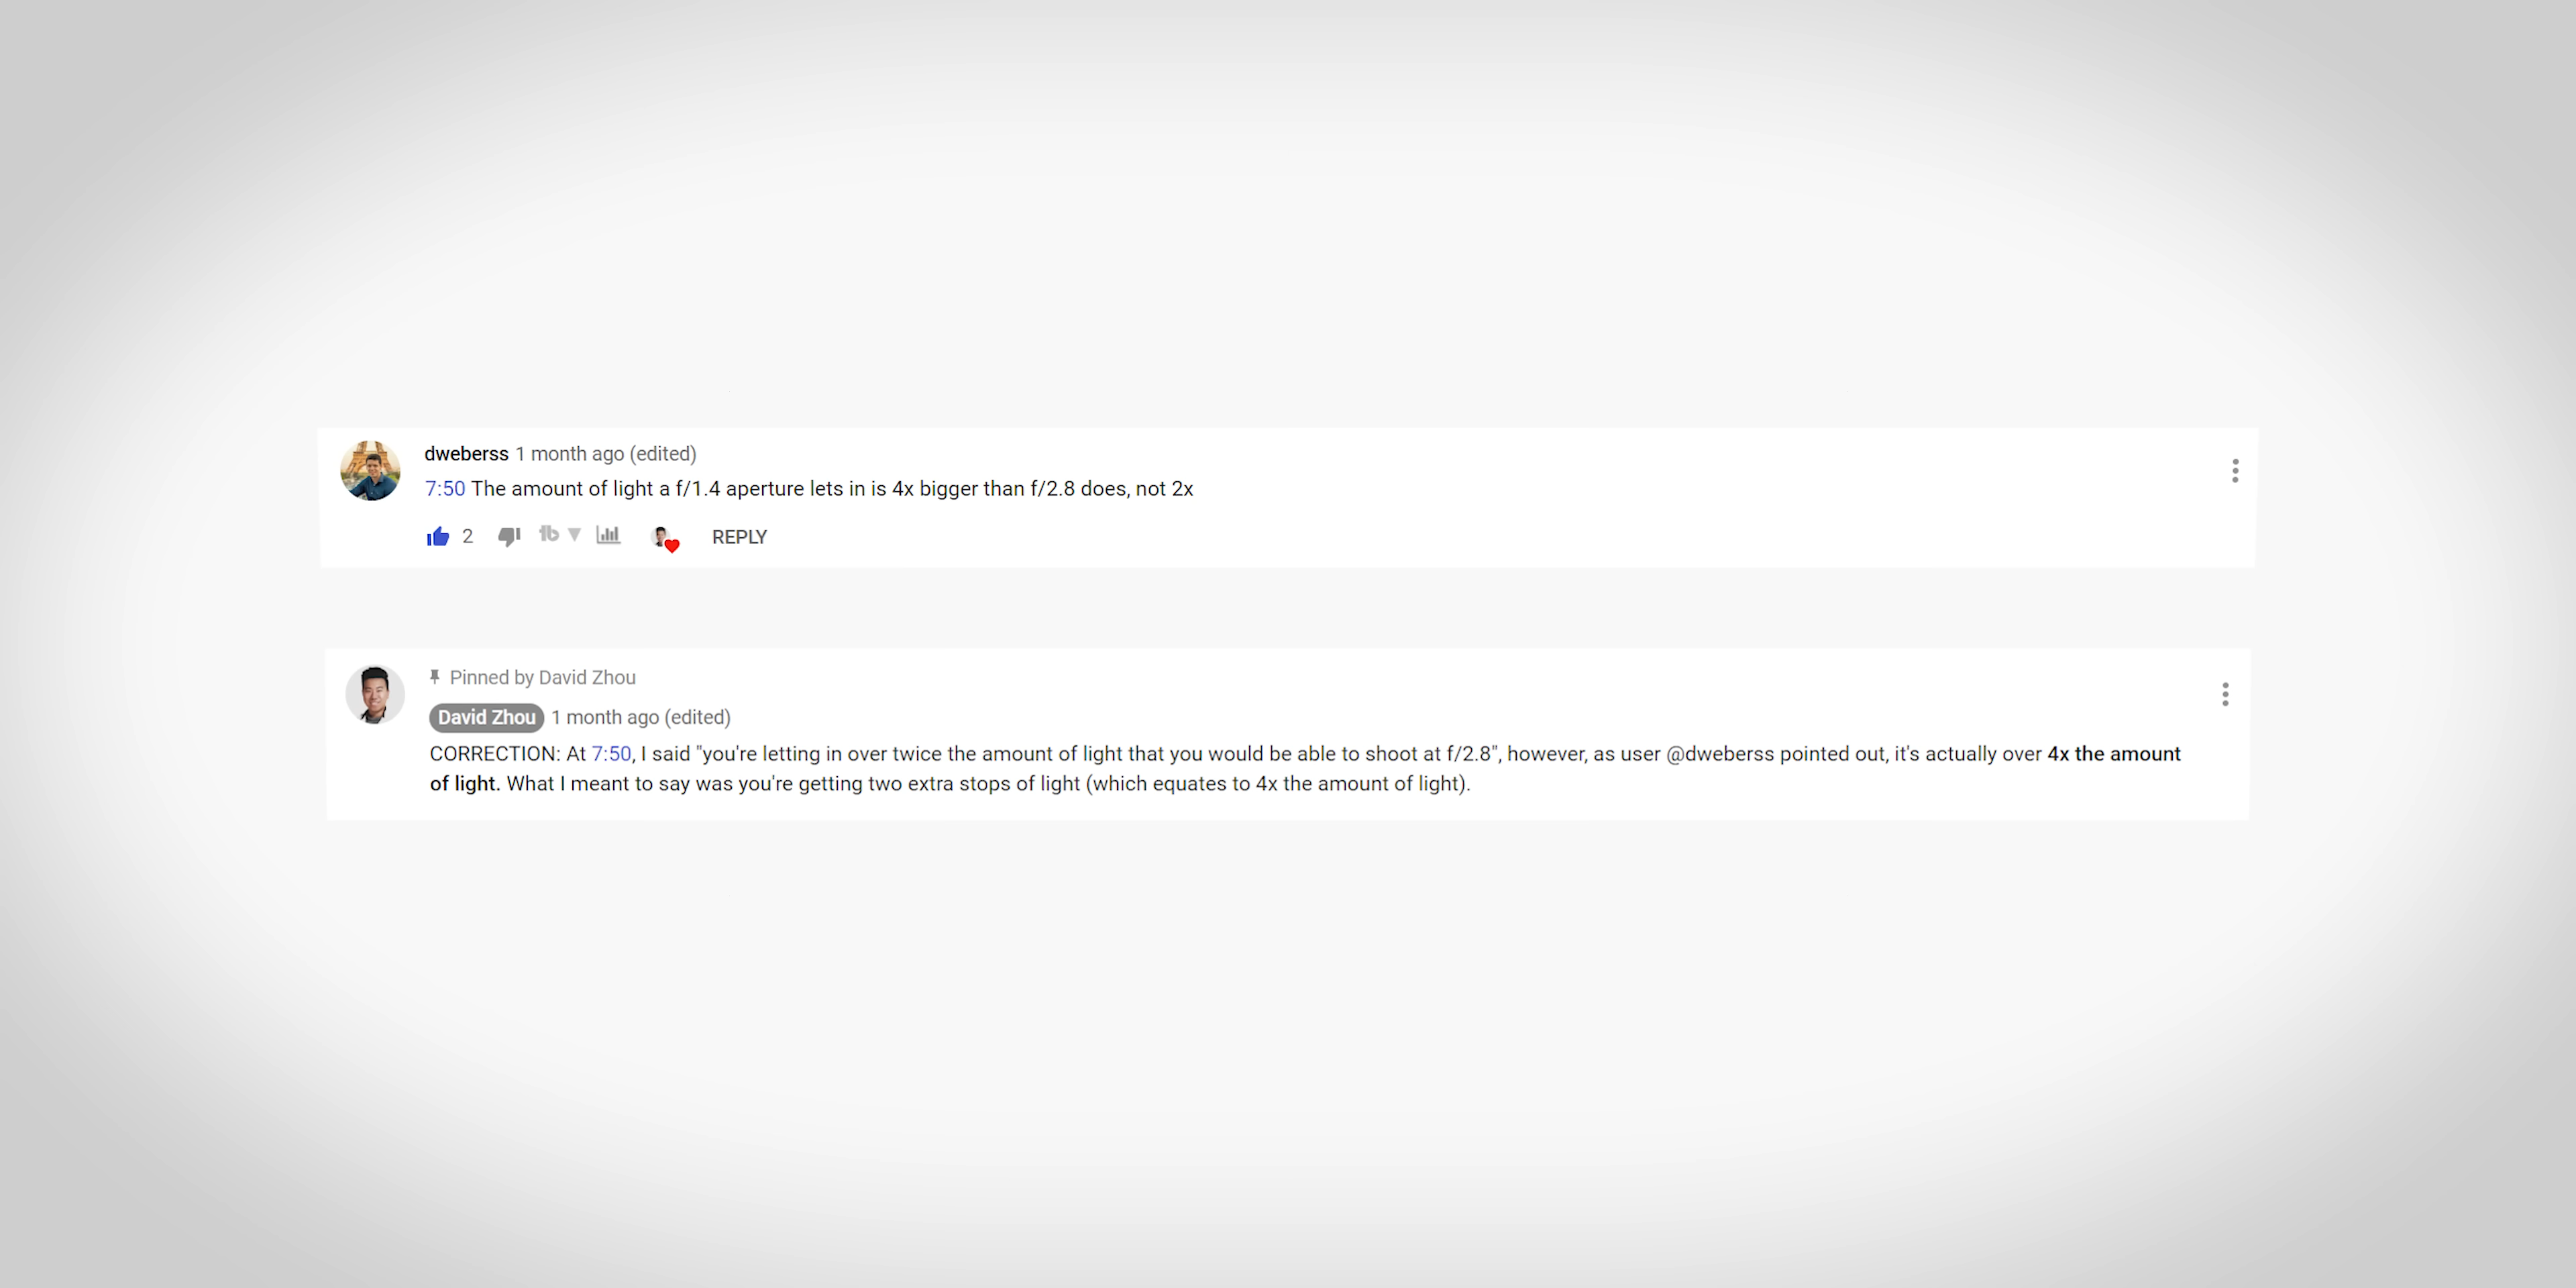 dweberss 1 month ago (edited)
7:50 The amount of light a f/1.4 aperture lets in is 4x bigger than f/2.8 does, not 2x
2 tb REPLY
Pinned by David Zhou
David Zhou 1 month ago (edited)
CORRECTION: At 7:50, I said "you're letting in over twice the amount of light that you would be able to shoot at f/2.8", however, as user @dweberss pointed out, it's actually over 4x the amount
of light. What I meant to say was you're getting two extra stops of light (which equates to 4x the amount of light).